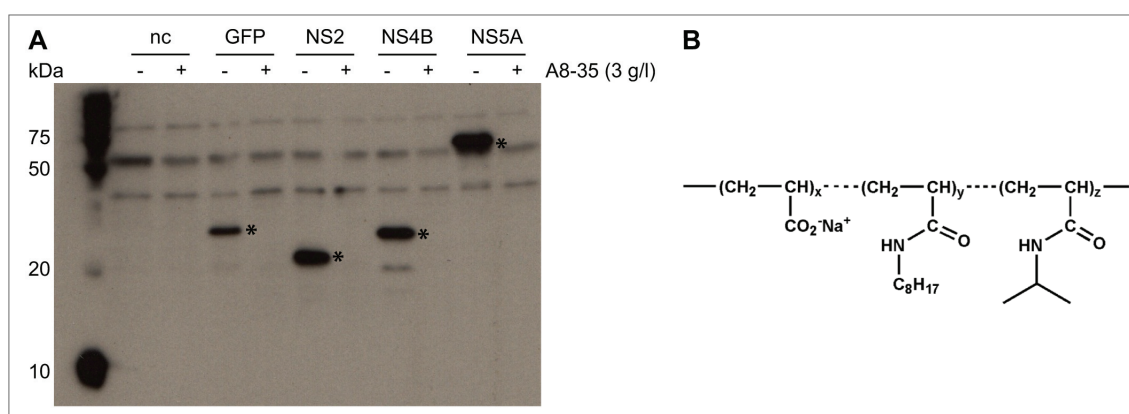 A
nc GFP NS2 NS4B NS5A
kDa - + - + - + - + - + A8-35 (3 g/l)
75
50
20
10
*
*
*
*
B
(CH₂ CH)ₓ (CH₂ CH)ᵧ (CH₂ CH)z
CO₂⁻Na⁺ HN C O HN C O
C₈H₁₇